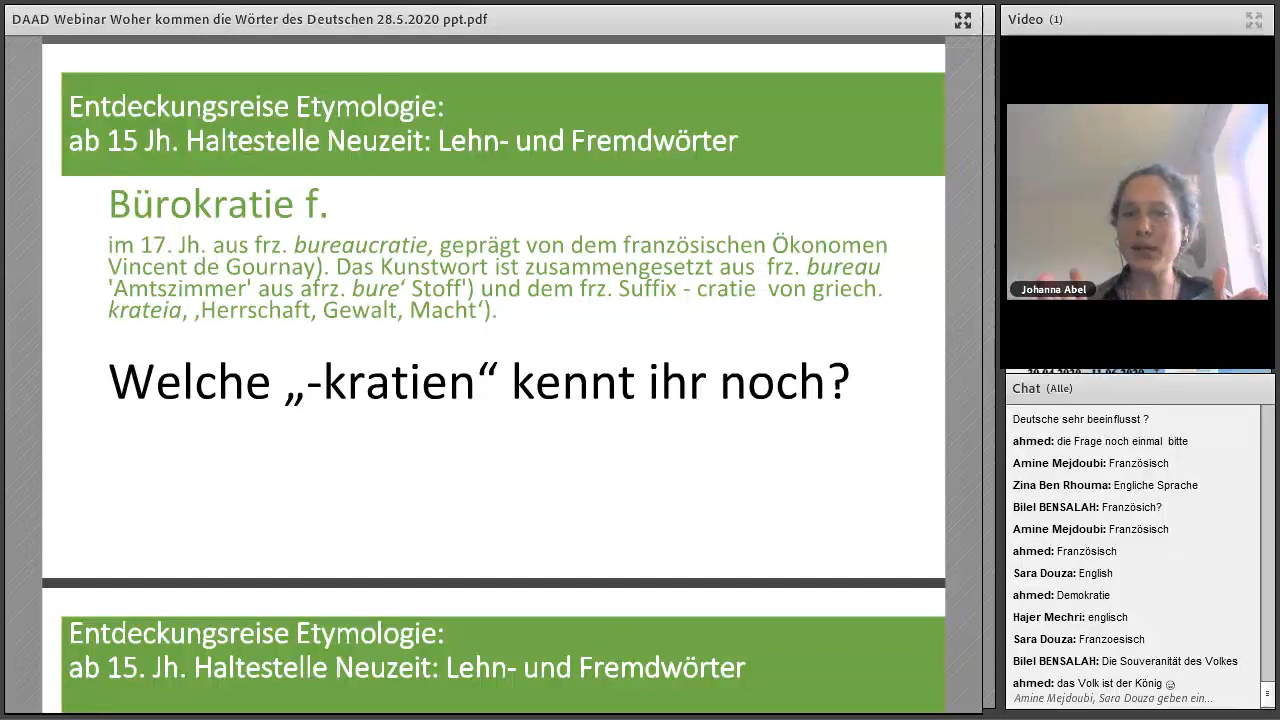 DAAD Webinar Woher kommen die Wörter des Deutschen 28.5.2020 ppt.pdf
Entdeckungsreise Etymologie:
ab 15 Jh. Haltestelle Neuzeit: Lehn- und Fremdwörter
Bürokratie f.
im 17. Jh. aus frz. bureaucratie, geprägt von dem französischen Ökonomen
Vincent de Gournay). Das Kunstwort ist zusammengesetzt aus frz. bureau
'Amtszimmer' aus afrz. bure‘ Stoff') und dem frz. Suffix - cratie von griech.
krateia, ‚Herrschaft, Gewalt, Macht‘).
Welche „-kratien“ kennt ihr noch?
Entdeckungsreise Etymologie:
ab 15. Jh. Haltestelle Neuzeit: Lehn- und Fremdwörter
Video (1)
Johanna Abel
Chat (Alle)
Deutsche sehr beeinflusst ?
ahmed: die Frage noch einmal bitte
Amine Mejdoubi: Französisch
Zina Ben Rhouma: Engliche Sprache
Bilel BENSALAH: Französich?
Amine Mejdoubi: Französisch
ahmed: Französisch
Sara Douza: English
ahmed: Demokratie
Hajer Mechri: englisch
Sara Douza: Franzoesisch
Bilel BENSALAH: Die Souveranität des Volkes
ahmed: das Volk ist der König
Amine Mejdoubi, Sara Douza geben ein...